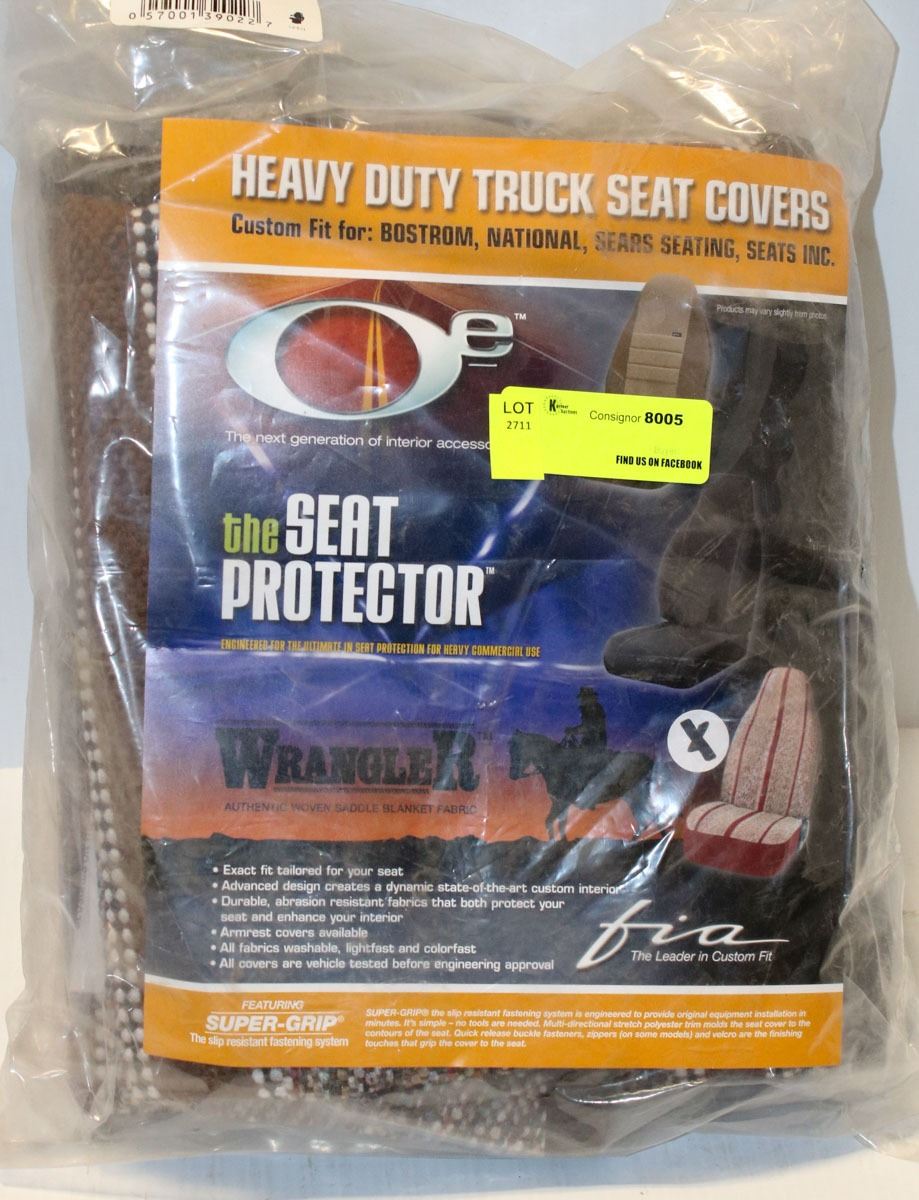 0 57001 39022 7
HEAVY DUTY TRUCK SEAT COVERS
Custom Fit for: BOSTROM, NATIONAL, SEARS SEATING, SEATS INC.
Products may vary slightly from photos
Oe™
LOT
2711
Consignor 8005
FIND US ON FACEBOOK
The next generation of interior accesso
the SEAT
PROTECTOR™
ENGINEERED FOR THE ULTIMATE IN SEAT PROTECTION FOR HEAVY COMMERCIAL USE
WRANGLER™
AUTHENTIC WOVEN SADDLE BLANKET FABRIC
X
• Exact fit tailored for your seat
• Advanced design creates a dynamic state-of-the-art custom interior
• Durable, abrasion resistant fabrics that both protect your
seat and enhance your interior
• Armrest covers available
• All fabrics washable, lightfast and colorfast
• All covers are vehicle tested before engineering approval
fia
The Leader in Custom Fit
FEATURING
SUPER-GRIP®
The slip resistant fastening system
SUPER-GRIP® the slip resistant fastening system is engineered to provide original equipment installation in
minutes. It's simple – no tools are needed. Multi-directional stretch polyester trim molds the seat cover to the
contours of the seat. Quick release buckle fasteners, zippers (on some models) and velcro are the finishing
touches that grip the cover to the seat.